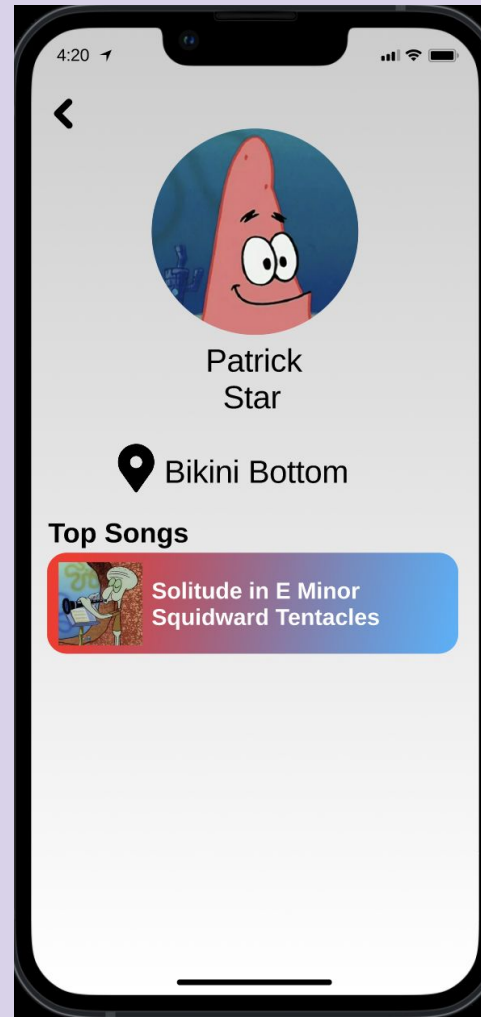 4:20
Patrick
Star
Bikini Bottom
Top Songs
Solitude in E Minor
Squidward Tentacles